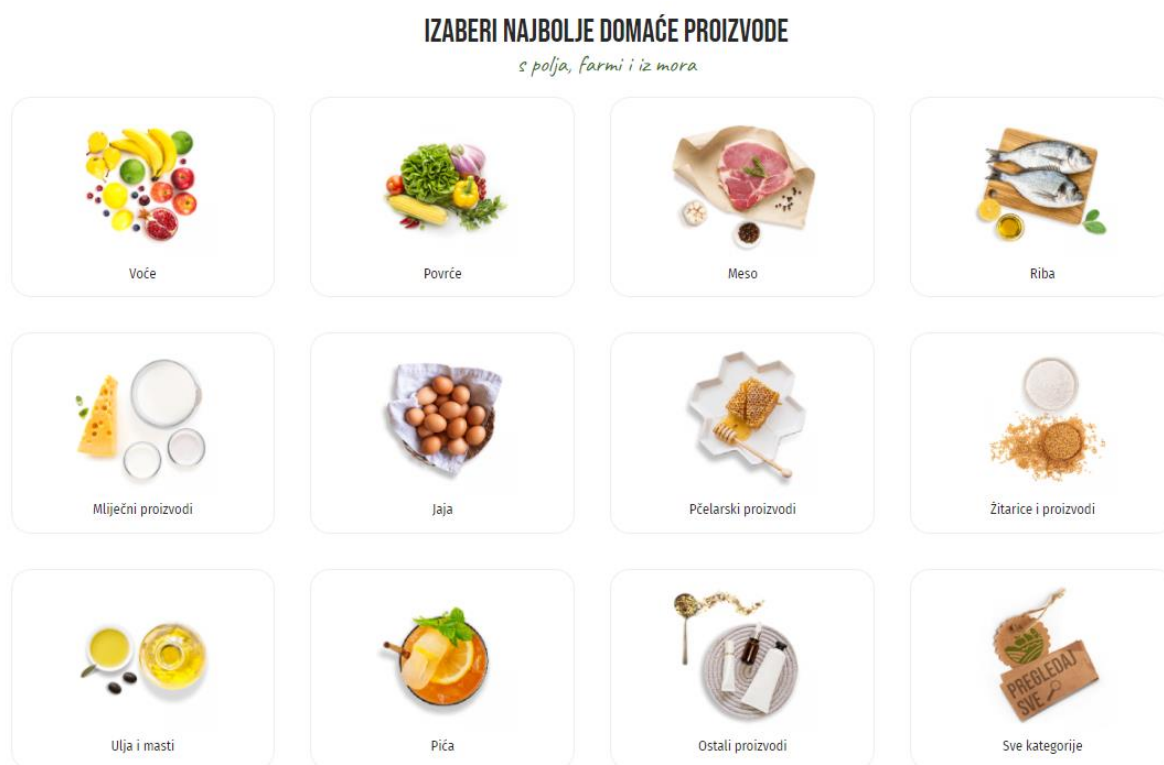 IZABERI NAJBOLJE DOMAĆE PROIZVODE
s polja, farmi i iz mora
Voće
Povrće
Meso
Riba
Mliječni proizvodi
Jaja
Pčelarski proizvodi
Žitarice i proizvodi
PREGLEDAJ
SVE
Ulja i masti
Pića
Ostali proizvodi
Sve kategorije